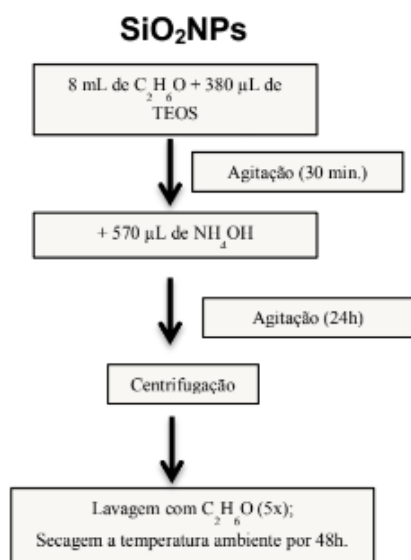 SiO₂NPs
8 mL de C₂H₆O + 380 µL de
TEOS
Agitação (30 min.)
+ 570 µL de NH₄OH
Agitação (24h)
Centrifugação
Lavagem com C₂H₆O (5x);
Secagem a temperatura ambiente por 48h.